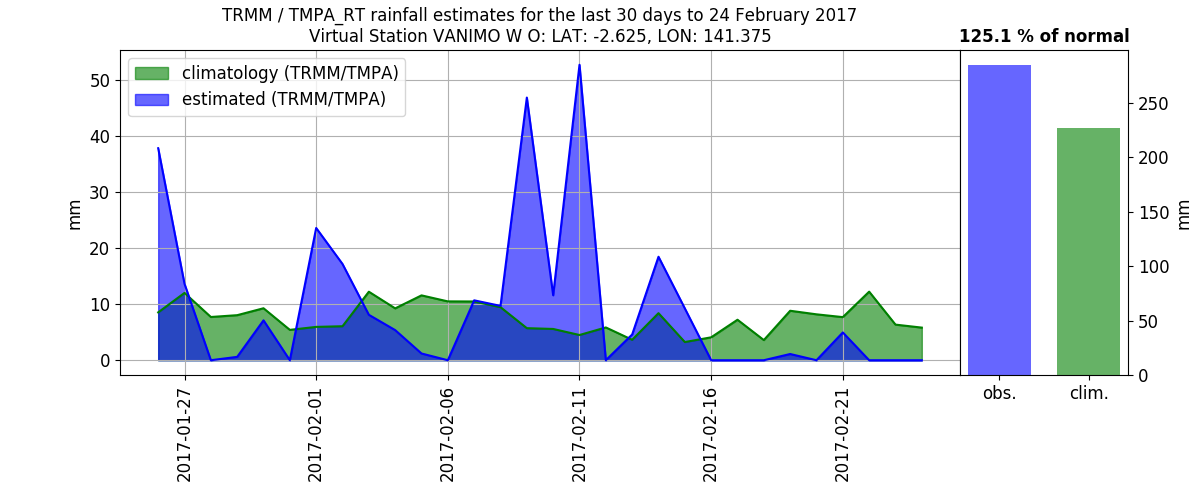 TRMM / TMPA_RT rainfall estimates for the last 30 days to 24 February 2017
Virtual Station VANIMO W O: LAT: -2.625, LON: 141.375
125.1 % of normal
climatology (TRMM/TMPA)
estimated (TRMM/TMPA)
50
40
30
20
10
0
mm
2017-01-27
2017-02-01
2017-02-06
2017-02-11
2017-02-16
2017-02-21
250
200
150
100
50
0
mm
obs.
clim.